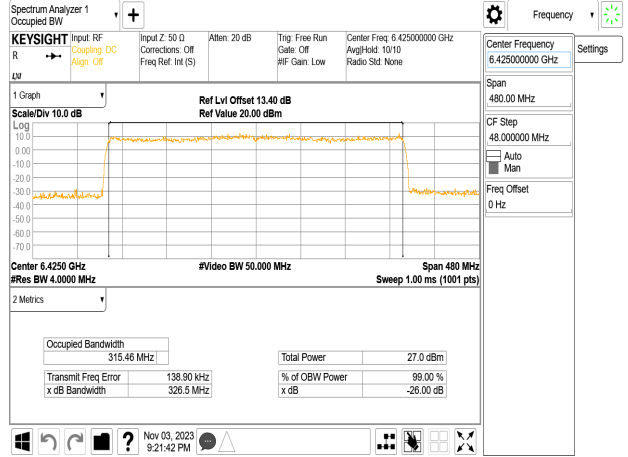 Spectrum Analyzer 1
Occupied BW
Frequency
KEYSIGHT
Input: RF
Coupling: DC
Align: Off
R
LXI
Input Z: 50 Ω
Corrections: Off
Freq Ref: Int (S)
Atten: 20 dB
Trig: Free Run
Gate: Off
#IF Gain: Low
Center Freq: 6.425000000 GHz
Avg|Hold: 10/10
Radio Std: None
Center Frequency
6.425000000 GHz
Settings
Span
480.00 MHz
CF Step
48.000000 MHz
Auto
Man
Freq Offset
0 Hz
1 Graph
Ref Lvl Offset 13.40 dB
Scale/Div 10.0 dB
Ref Value 20.00 dBm
Log
10.0
0.00
-10.0
-20.0
-30.0
-40.0
-50.0
-60.0
-70.0
Center 6.4250 GHz
#Video BW 50.000 MHz
Span 480 MHz
#Res BW 4.0000 MHz
Sweep 1.00 ms (1001 pts)
2 Metrics
Occupied Bandwidth
315.46 MHz
Total Power
27.0 dBm
Transmit Freq Error
138.90 kHz
% of OBW Power
99.00 %
x dB Bandwidth
326.5 MHz
x dB
-26.00 dB
?
Nov 03, 2023
9:21:42 PM